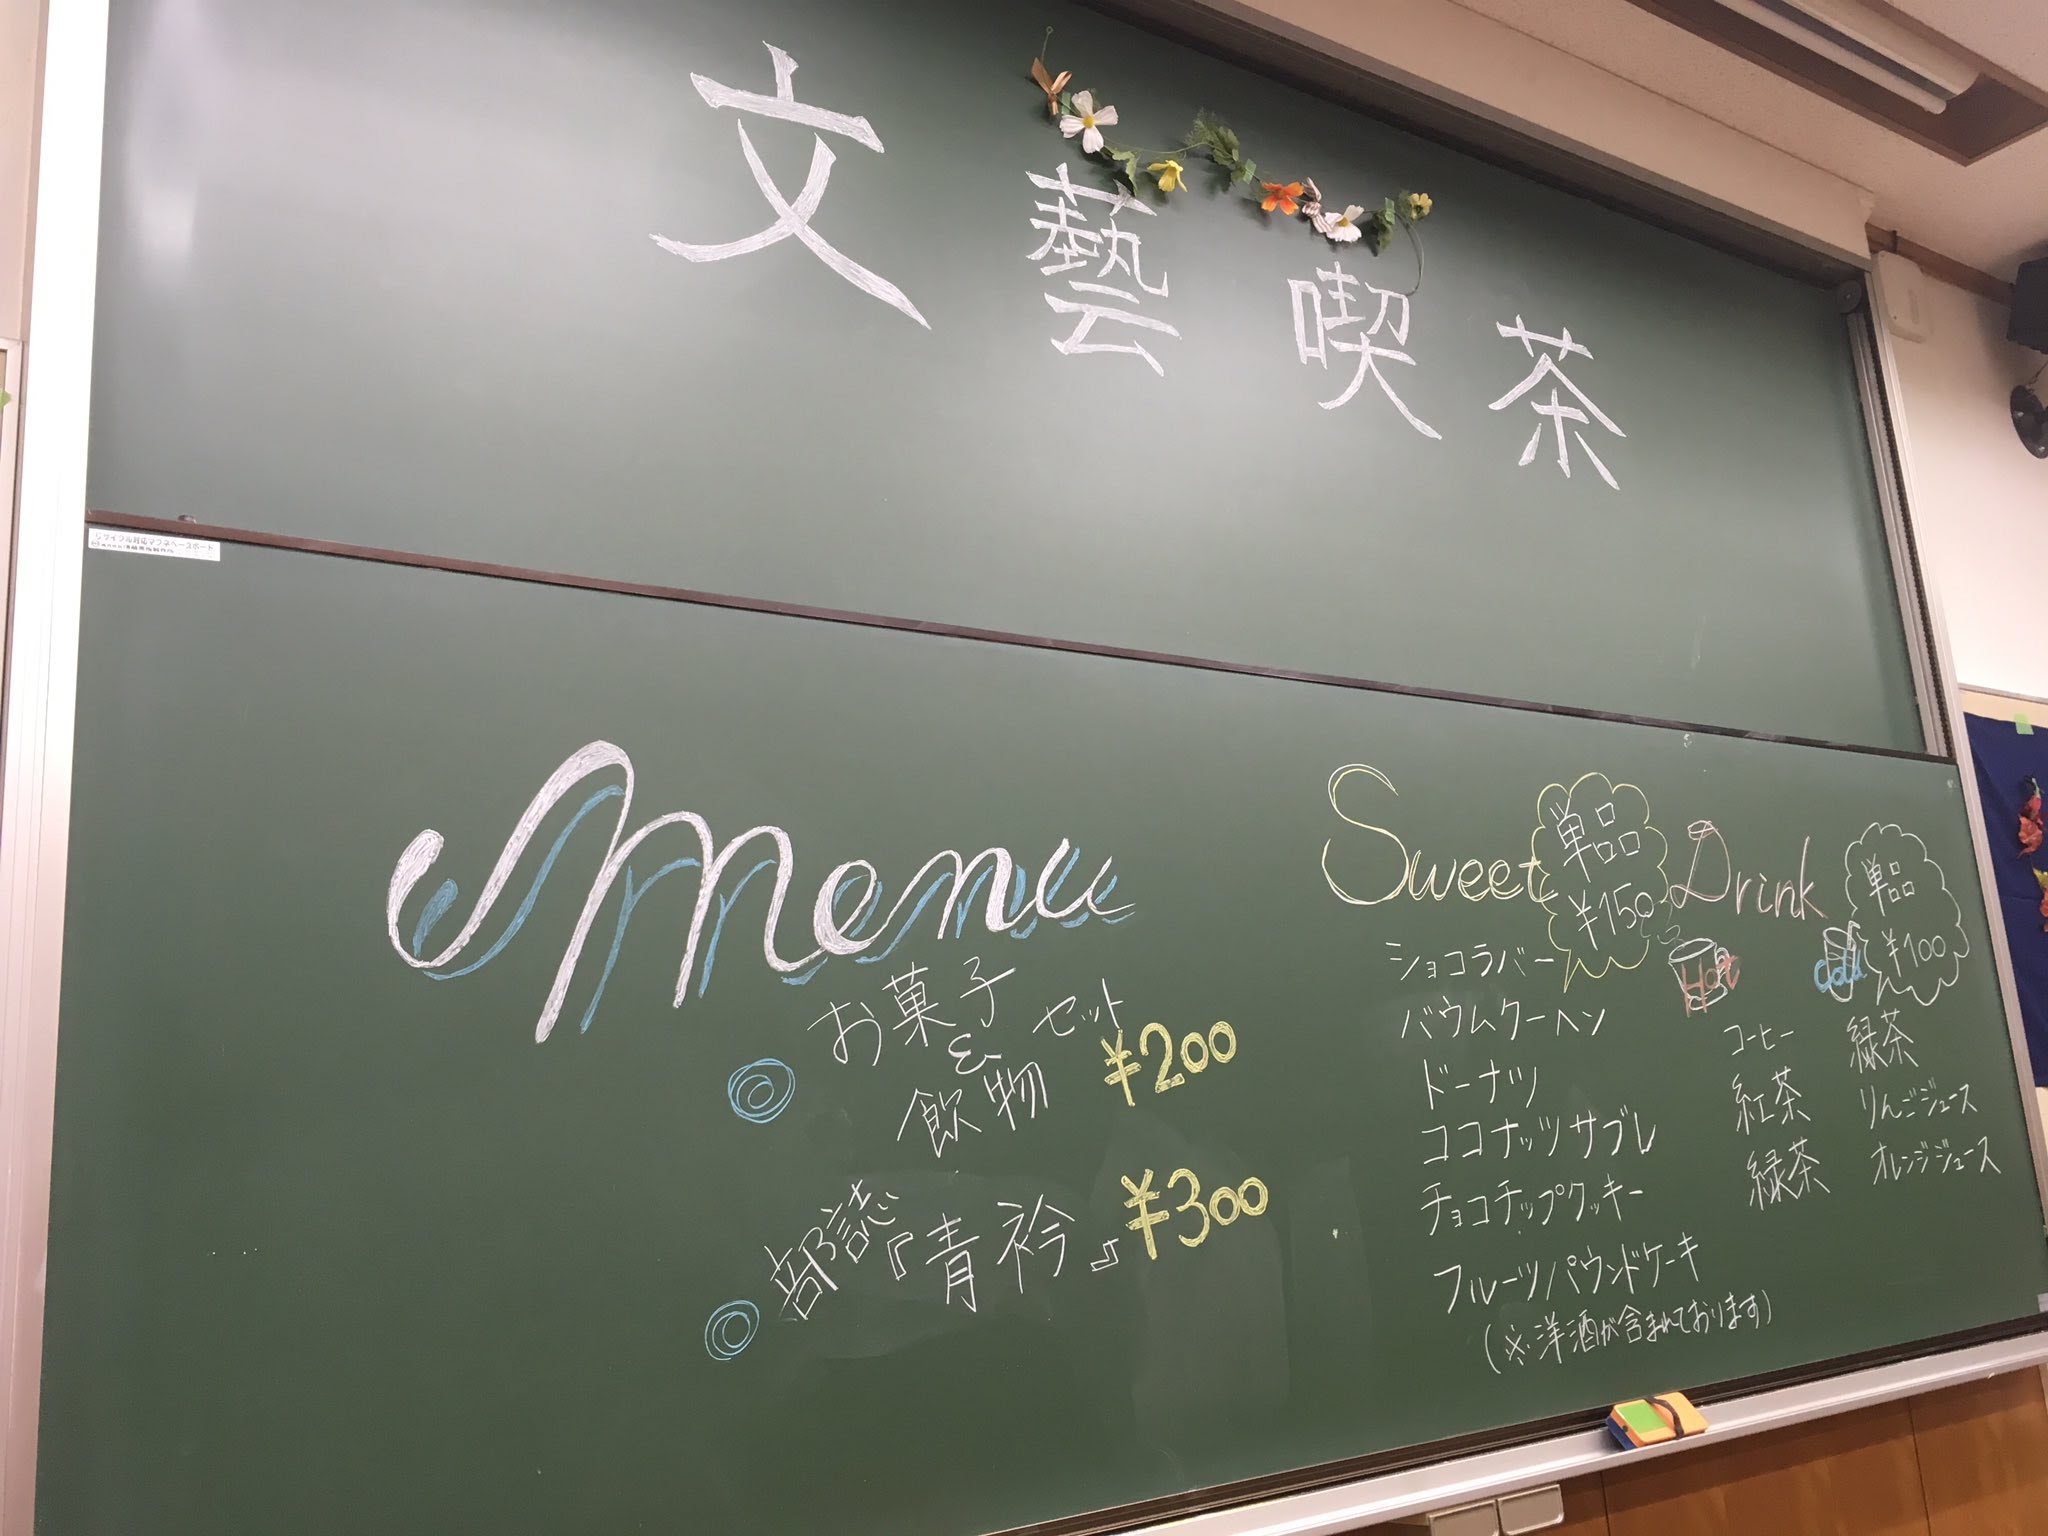 文藝喫茶
リサイクル対応マグネペースボード
Menu
お菓子
&
飲物
セット
¥200
部誌『青衿』
¥300
Sweet
単品
¥150
ショコラバー
バウムクーヘン
ドーナツ
ココナッツサブレ
チョコチップクッキー
フルーツパウンドケーキ
(※洋酒が含まれております)
Drink
単品
¥100
Hot
コーヒー
紅茶
緑茶
Cold
緑茶
りんごジュース
オレンジジュース